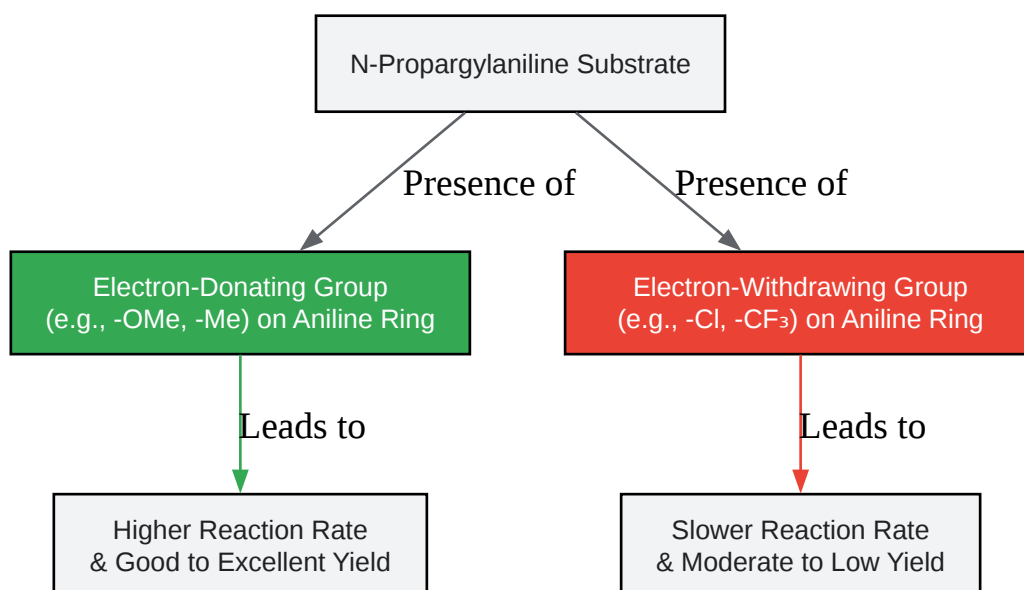 N-Propargylaniline Substrate
Presence of
Presence of
Electron-Donating Group
(e.g., -OMe, -Me) on Aniline Ring
Electron-Withdrawing Group
(e.g., -Cl, -CF₃) on Aniline Ring
Leads to
Leads to
Higher Reaction Rate
& Good to Excellent Yield
Slower Reaction Rate
& Moderate to Low Yield